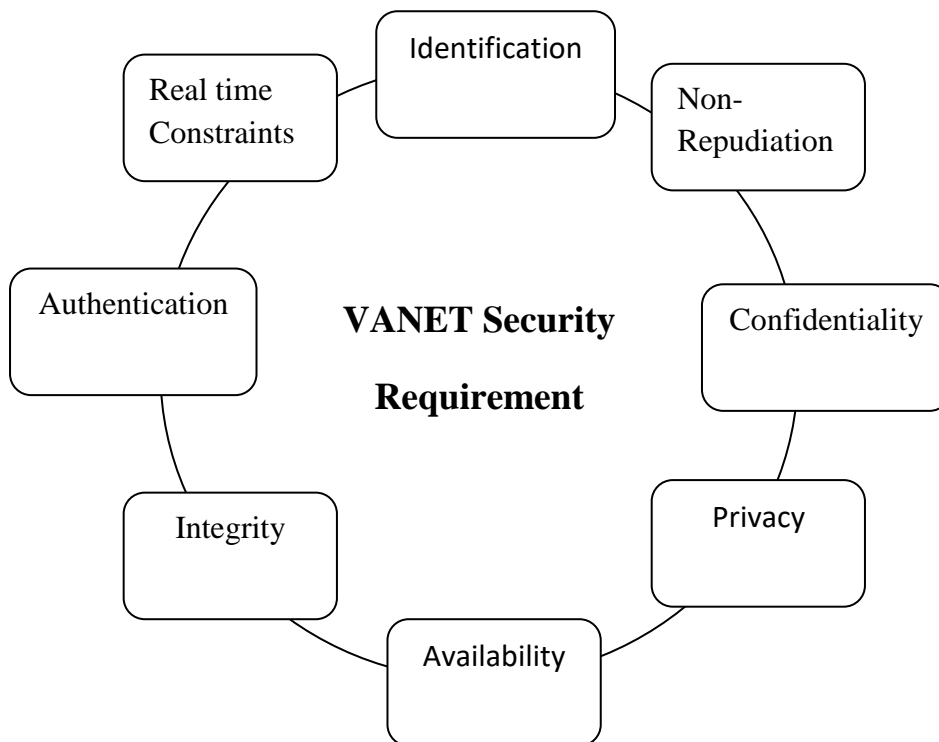 Identification
Real time
Constraints
Non-
Repudiation
Authentication
VANET Security
Requirement
Confidentiality
Integrity
Privacy
Availability